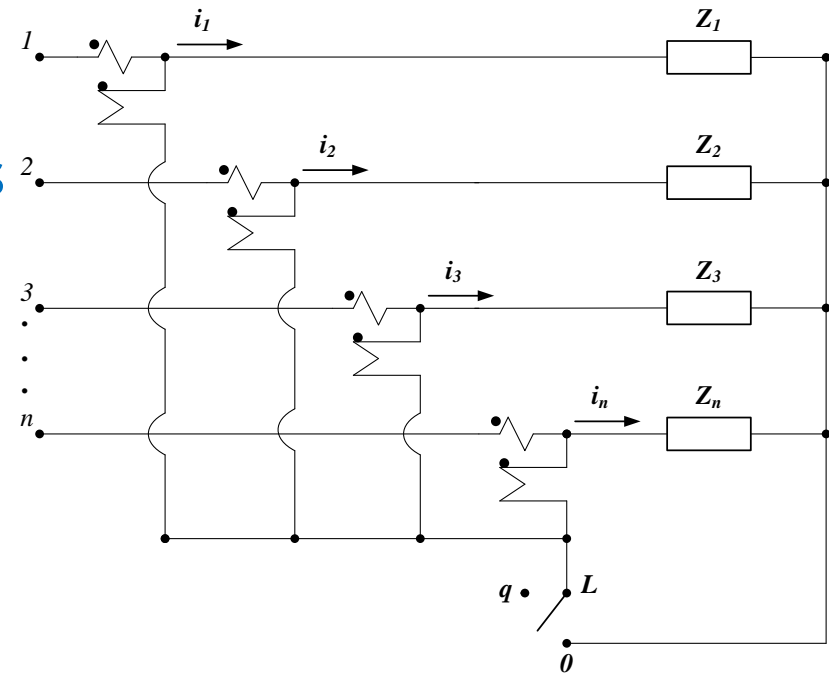 1 i1 Z1
s 2 i2 Z2
3 i3 Z3
.
.
.
n in Zn
q L
0